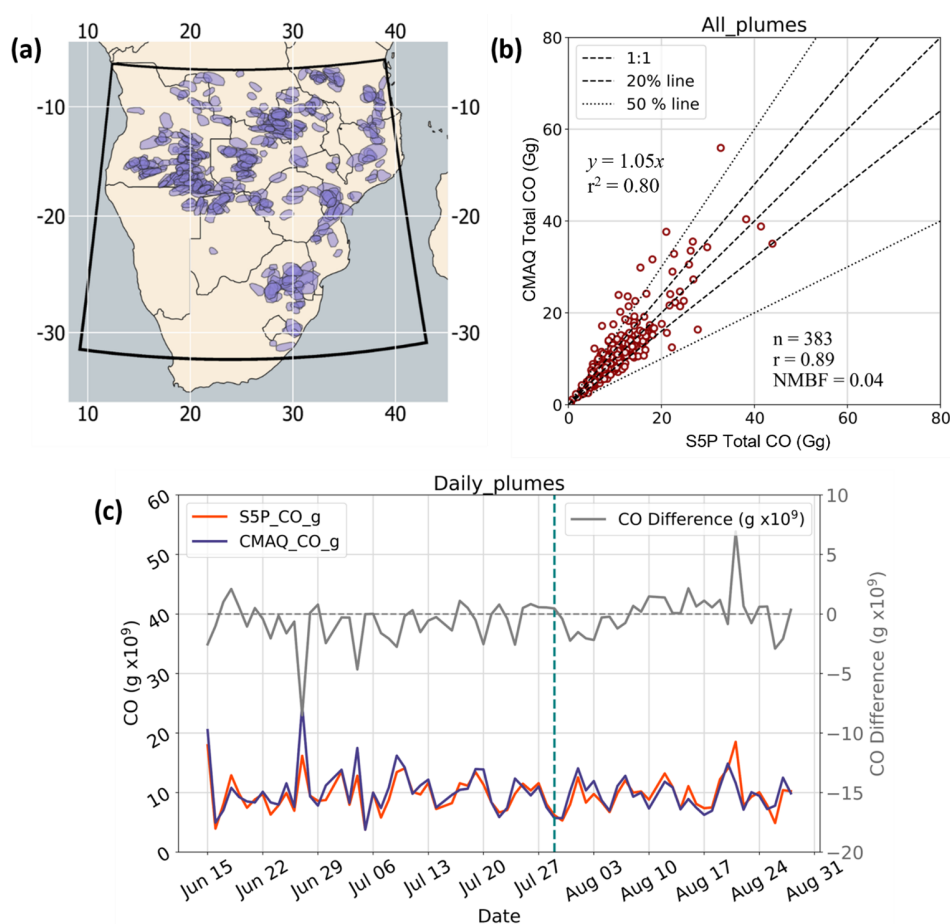 (a)
10
20
30
40
-10
-10
-20
-20
-30
-30
10
20
30
40
(b)
All_plumes
80
60
40
20
0
CMAQ Total CO (Gg)
1:1
20% line
50 % line
y = 1.05x
r² = 0.80
n = 383
r = 0.89
NMBF = 0.04
0
20
40
60
80
S5P Total CO (Gg)
(c)
Daily_plumes
S5P_CO_g
CMAQ_CO_g
CO Difference (g x10⁹)
60
50
40
30
20
10
0
CO (g x10⁹)
10
5
0
−5
−10
−15
−20
CO Difference (g x10⁹)
Jun 15
Jun 22
Jun 29
Jul 06
Jul 13
Jul 20
Jul 27
Aug 03
Aug 10
Aug 17
Aug 24
Aug 31
Date